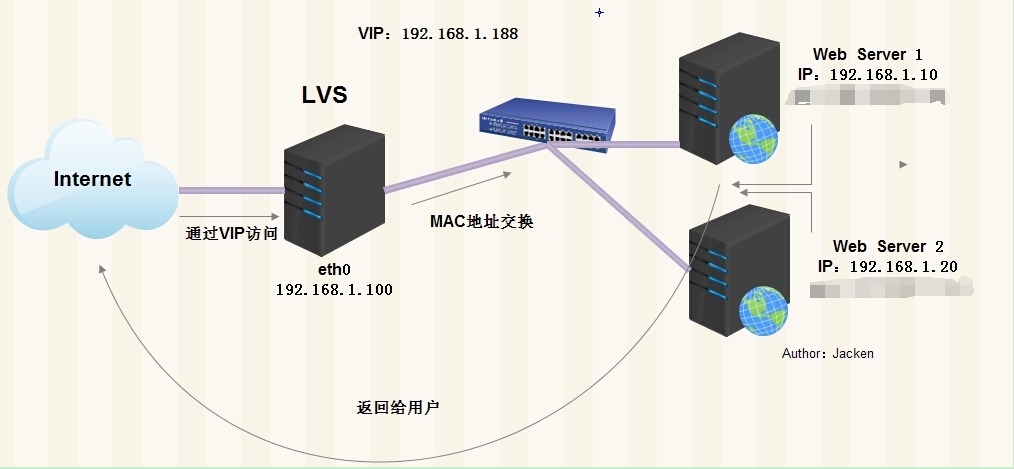 VIP：192.168.1.188
Web Server 1
IP：192.168.1.10
LVS
Internet
通过VIP访问
MAC地址交换
eth0
192.168.1.100
Web Server 2
IP：192.168.1.20
Author：Jacken
返回给用户